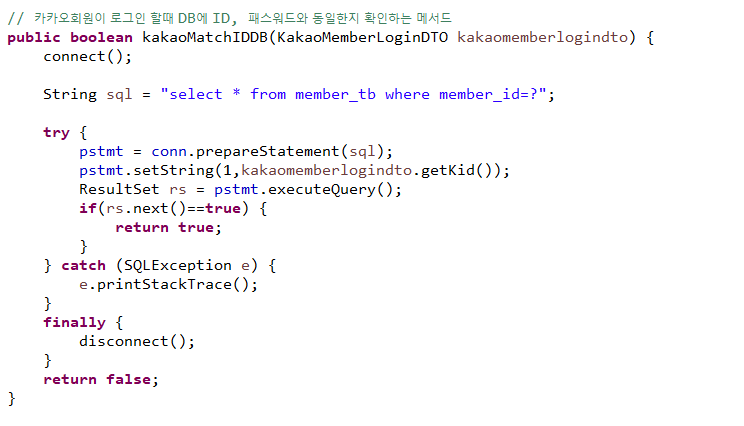 // 카카오회원이 로그인 할때 DB에 ID, 패스워드와 동일한지 확인하는 메서드
public boolean kakaoMatchIDDB(KakaoMemberLoginDTO kakaomemberlogindto) {
    connect();

    String sql = "select * from member_tb where member_id=?";

    try {
        pstmt = conn.prepareStatement(sql);
        pstmt.setString(1,kakaomemberlogindto.getKid());
        ResultSet rs = pstmt.executeQuery();
        if(rs.next()==true) {
            return true;
        }
    } catch (SQLException e) {
        e.printStackTrace();
    }
    finally {
        disconnect();
    }
    return false;
}